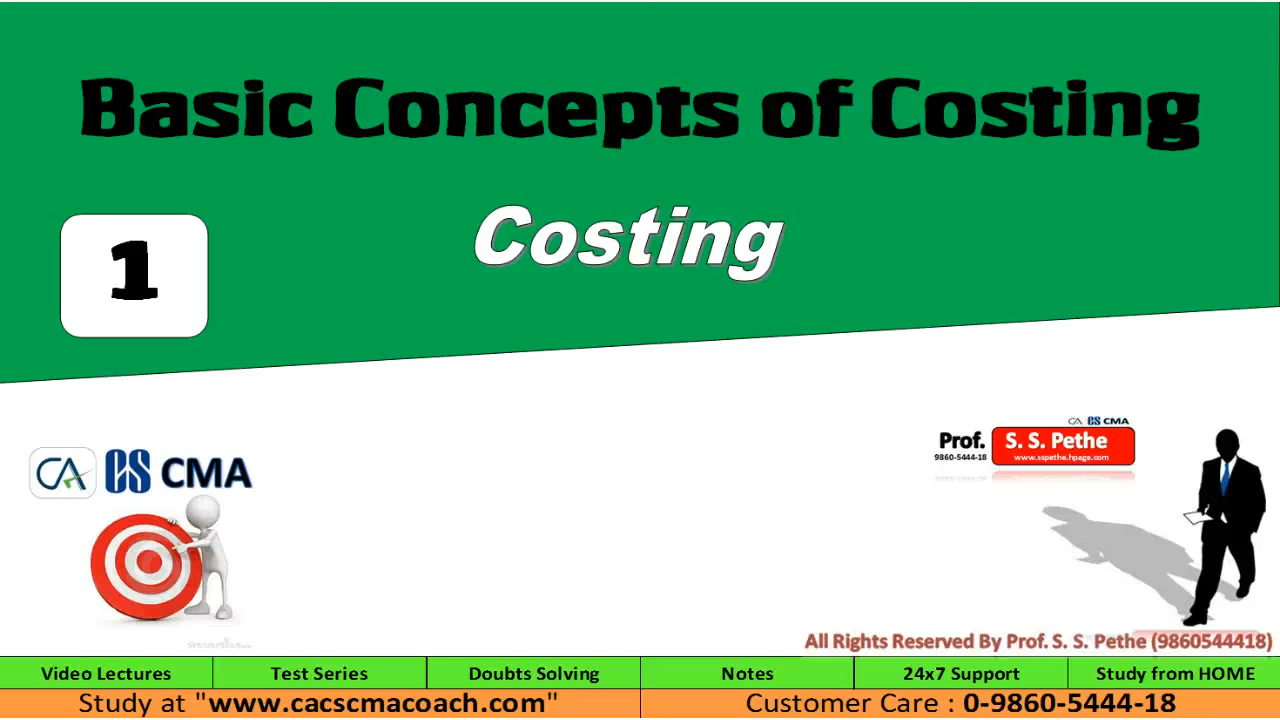 Basic Concepts of Costing
Costing
1
CA CS CMA
CA CS CMA
Prof. S. S. Pethe
9860-5444-18 www.sspethe.hpage.com
All Rights Reserved By Prof. S. S. Pethe (9860544418)
Video Lectures Test Series Doubts Solving Notes 24x7 Support Study from HOME
Study at "www.cacscmacoach.com" Customer Care : 0-9860-5444-18